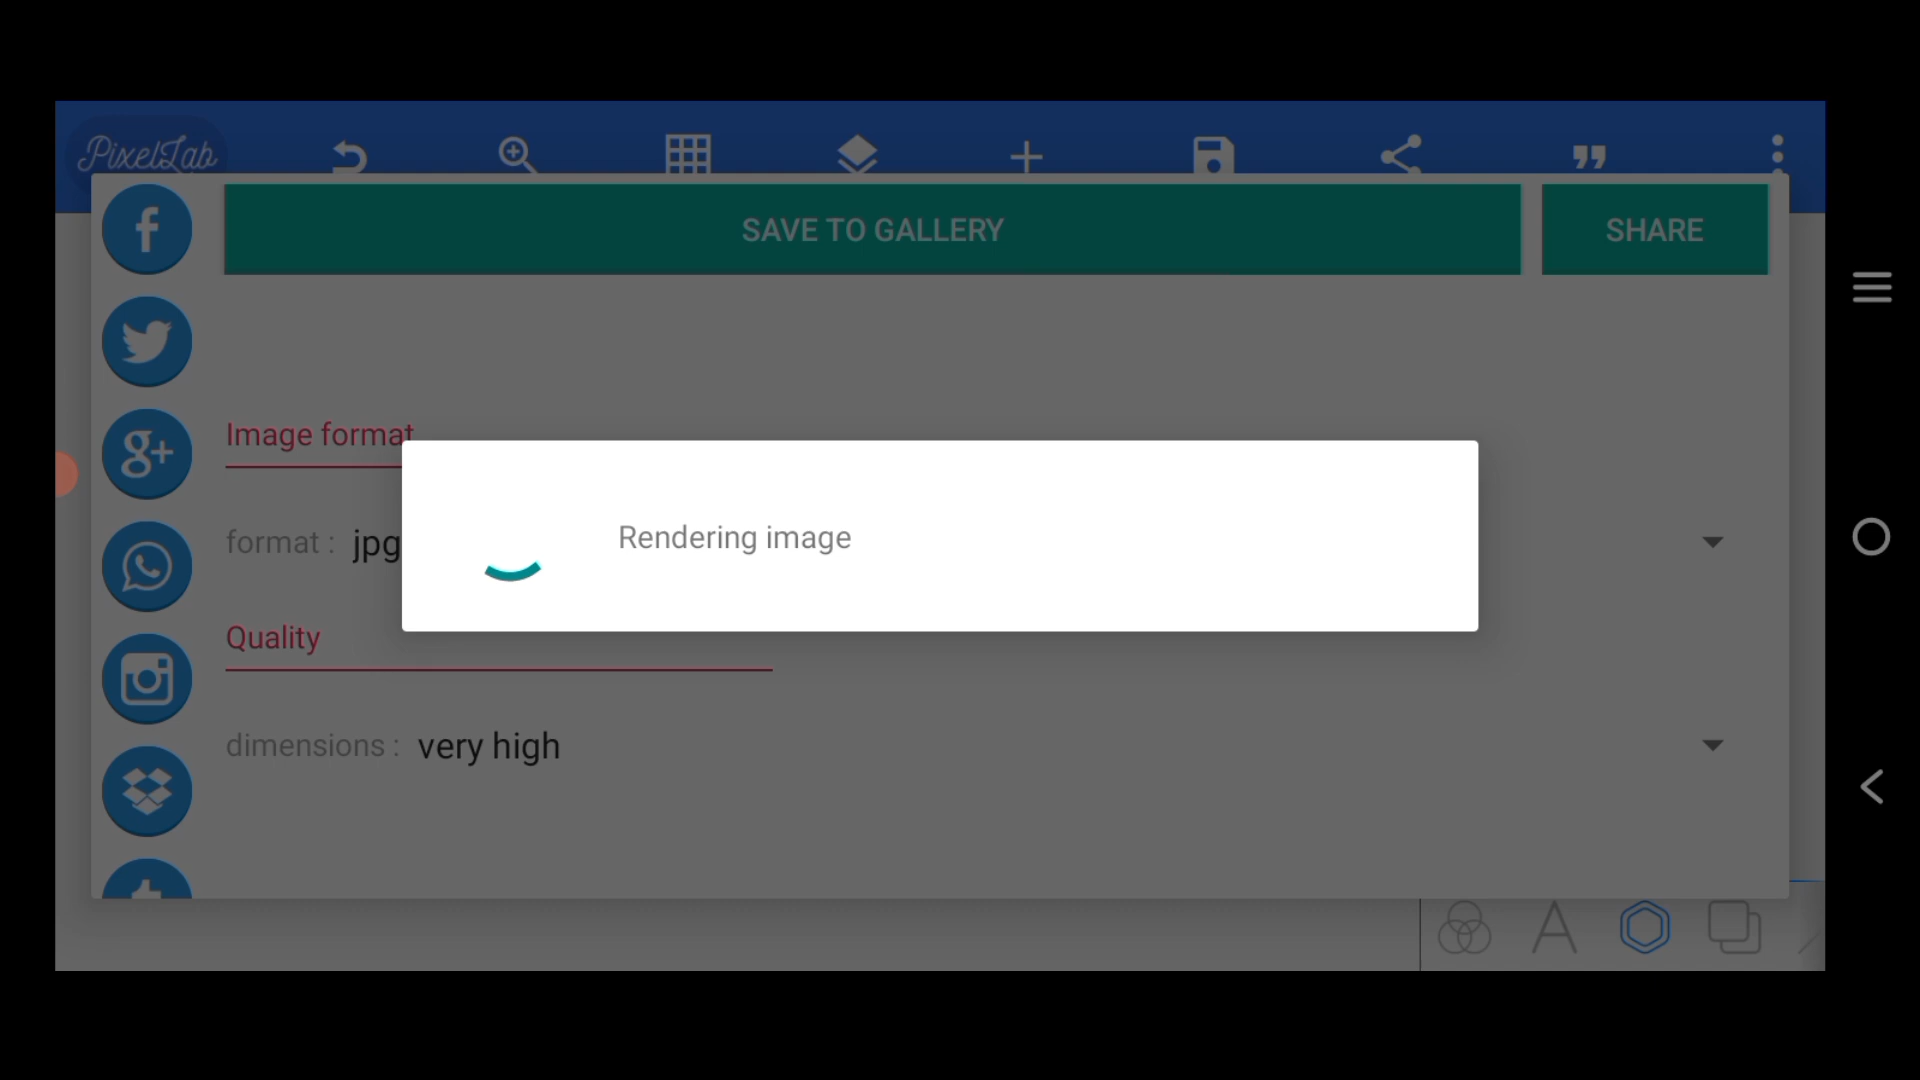 PixelLab
SAVE TO GALLERY
SHARE
Image format
format : jpg
Rendering image
Quality
dimensions : very high